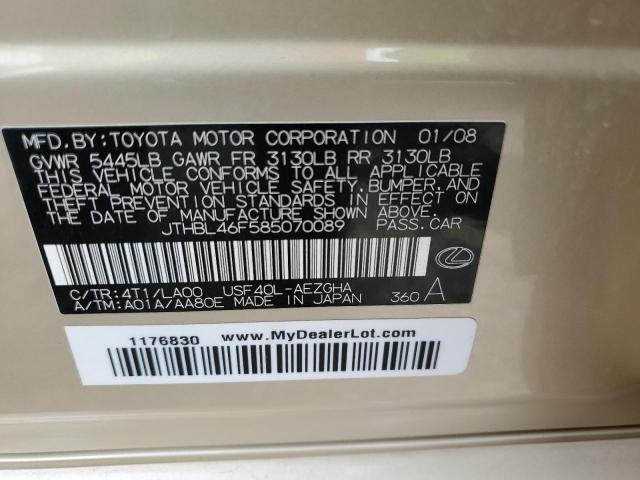 MFD. BY: TOYOTA MOTOR CORPORATION 01/08
GVWR 5445LB GAWR FR 3130LB RR 3130LB
THIS VEHICLE CONFORMS TO ALL APPLICABLE
FEDERAL MOTOR VEHICLE SAFETY, BUMPER, AND
THEFT PREVENTION STANDARDS IN EFFECT ON
THE DATE OF MANUFACTURE SHOWN ABOVE.
JTHBL46F585070089 PASS. CAR
C/TR: 4T1/LA00 USF40L-AEZGHA
A/TM: A01A/AA80E MADE IN JAPAN 360 A
1176830 www.MyDealerLot.com